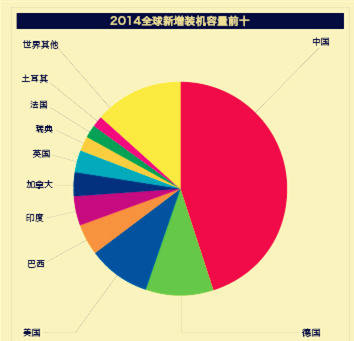 2014全球新增装机容量前十
世界其他
中国
土耳其
法国
瑞典
英国
加拿大
印度
巴西
美国
德国